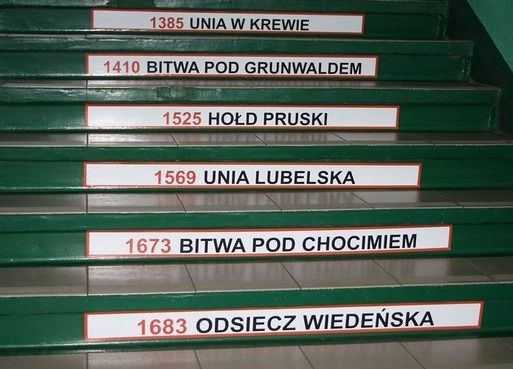 1385 UNIA W KREWIE
1410 BITWA POD GRUNWALDEM
1525 HOŁD PRUSKI
1569 UNIA LUBELSKA
1673 BITWA POD CHOCIMIEM
1683 ODSIECZ WIEDEŃSKA